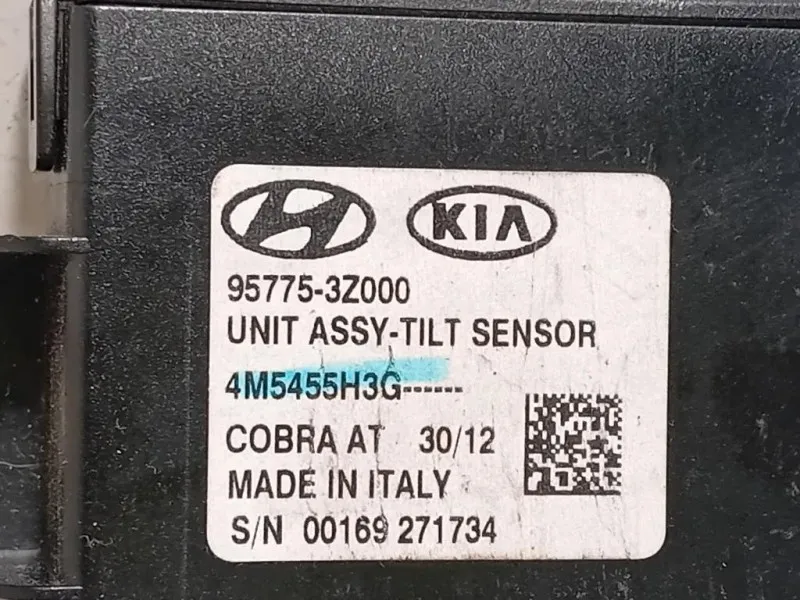 KIA
95775-3Z000
UNIT ASSY-TILT SENSOR
4M5455H3G------
COBRA AT 30/12
MADE IN ITALY
S/N 00169 271734